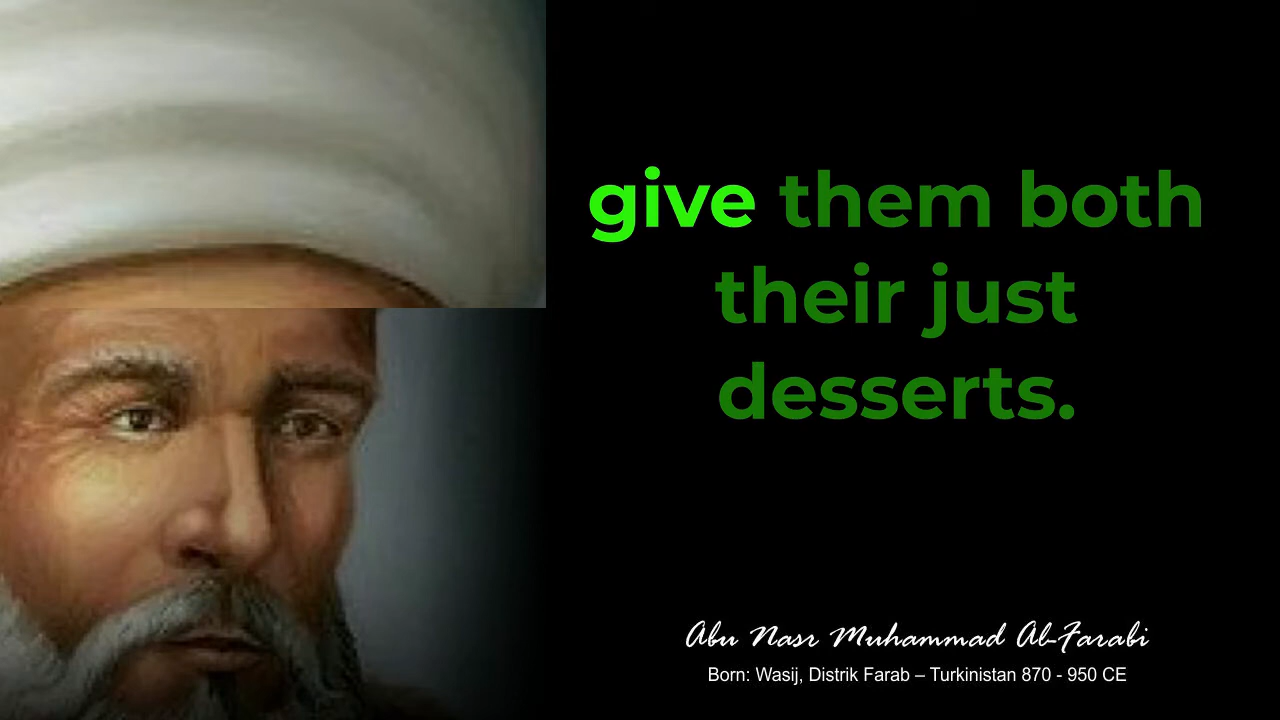 give them both
their just
desserts.
Abu Nasr Muhammad Al-Farabi
Born: Wasij, Distrik Farab – Turkinistan 870 - 950 CE